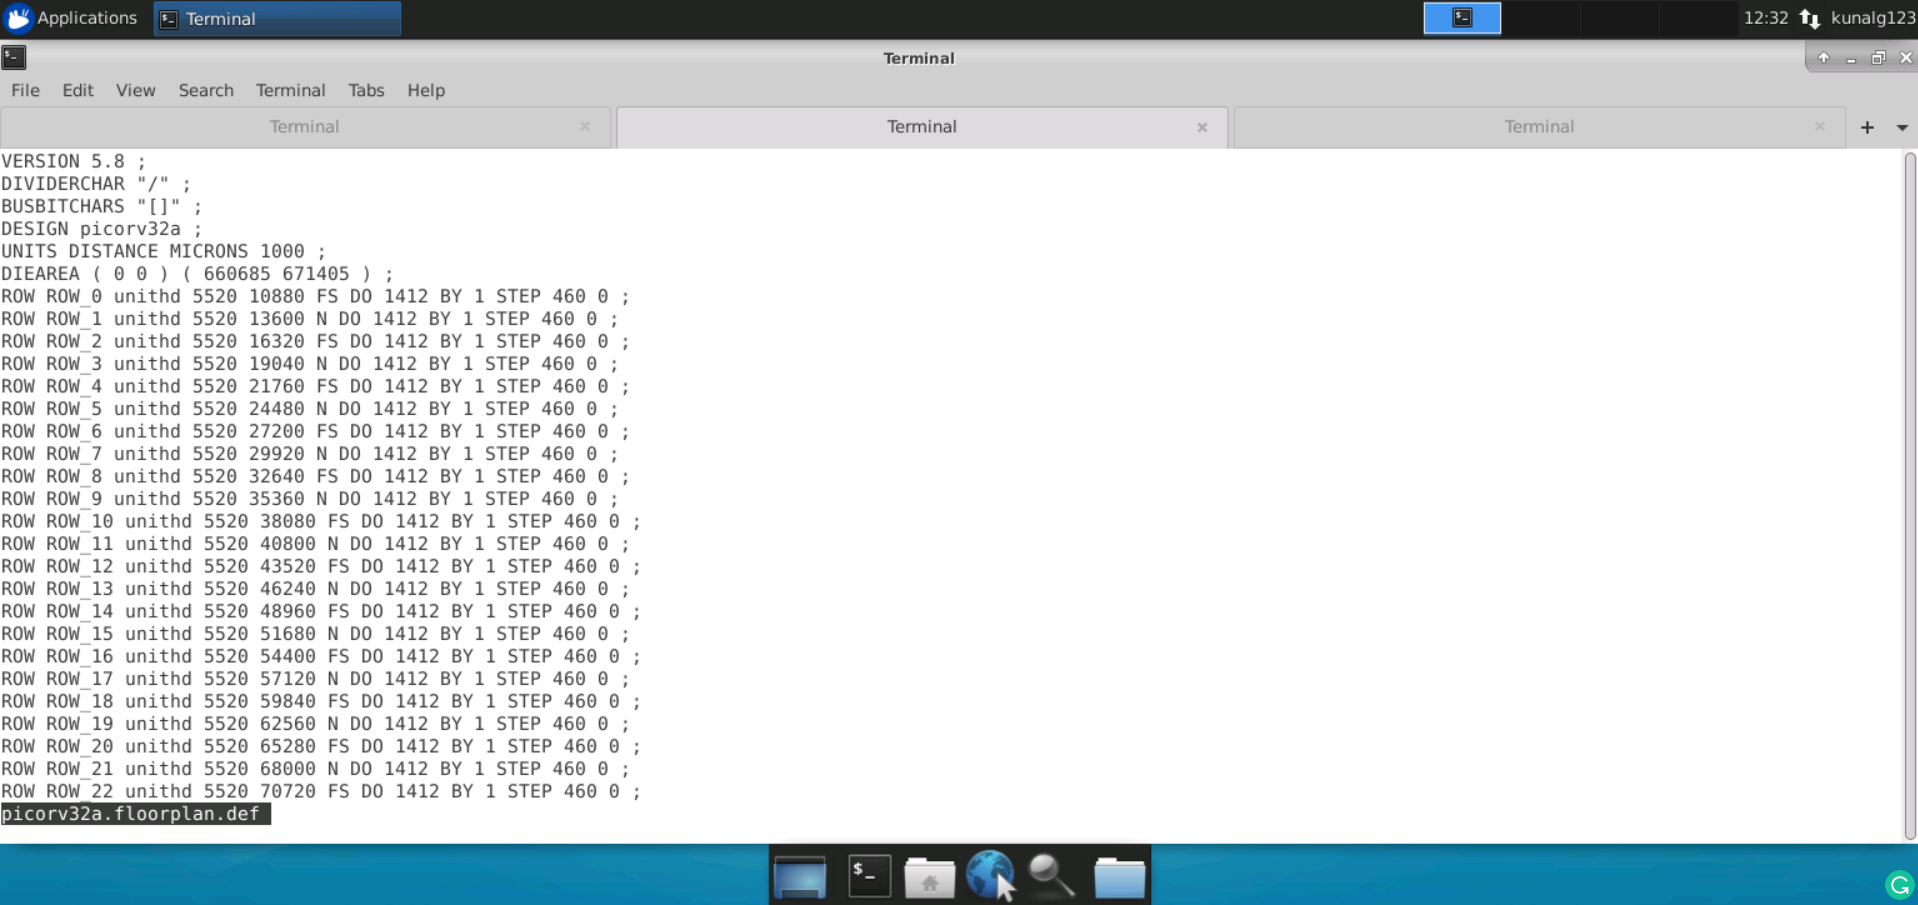 Applications
Terminal
12:32
kunalg123
Terminal
File Edit View Search Terminal Tabs Help
Terminal
Terminal
Terminal
VERSION 5.8 ;
DIVIDERCHAR "/" ;
BUSBITCHARS "[]" ;
DESIGN picorv32a ;
UNITS DISTANCE MICRONS 1000 ;
DIEAREA ( 0 0 ) ( 660685 671405 ) ;
ROW ROW_0 unithd 5520 10880 FS DO 1412 BY 1 STEP 460 0 ;
ROW ROW_1 unithd 5520 13600 N DO 1412 BY 1 STEP 460 0 ;
ROW ROW_2 unithd 5520 16320 FS DO 1412 BY 1 STEP 460 0 ;
ROW ROW_3 unithd 5520 19040 N DO 1412 BY 1 STEP 460 0 ;
ROW ROW_4 unithd 5520 21760 FS DO 1412 BY 1 STEP 460 0 ;
ROW ROW_5 unithd 5520 24480 N DO 1412 BY 1 STEP 460 0 ;
ROW ROW_6 unithd 5520 27200 FS DO 1412 BY 1 STEP 460 0 ;
ROW ROW_7 unithd 5520 29920 N DO 1412 BY 1 STEP 460 0 ;
ROW ROW_8 unithd 5520 32640 FS DO 1412 BY 1 STEP 460 0 ;
ROW ROW_9 unithd 5520 35360 N DO 1412 BY 1 STEP 460 0 ;
ROW ROW_10 unithd 5520 38080 FS DO 1412 BY 1 STEP 460 0 ;
ROW ROW_11 unithd 5520 40800 N DO 1412 BY 1 STEP 460 0 ;
ROW ROW_12 unithd 5520 43520 FS DO 1412 BY 1 STEP 460 0 ;
ROW ROW_13 unithd 5520 46240 N DO 1412 BY 1 STEP 460 0 ;
ROW ROW_14 unithd 5520 48960 FS DO 1412 BY 1 STEP 460 0 ;
ROW ROW_15 unithd 5520 51680 N DO 1412 BY 1 STEP 460 0 ;
ROW ROW_16 unithd 5520 54400 FS DO 1412 BY 1 STEP 460 0 ;
ROW ROW_17 unithd 5520 57120 N DO 1412 BY 1 STEP 460 0 ;
ROW ROW_18 unithd 5520 59840 FS DO 1412 BY 1 STEP 460 0 ;
ROW ROW_19 unithd 5520 62560 N DO 1412 BY 1 STEP 460 0 ;
ROW ROW_20 unithd 5520 65280 FS DO 1412 BY 1 STEP 460 0 ;
ROW ROW_21 unithd 5520 68000 N DO 1412 BY 1 STEP 460 0 ;
ROW ROW_22 unithd 5520 70720 FS DO 1412 BY 1 STEP 460 0 ;
picorv32a.floorplan.def